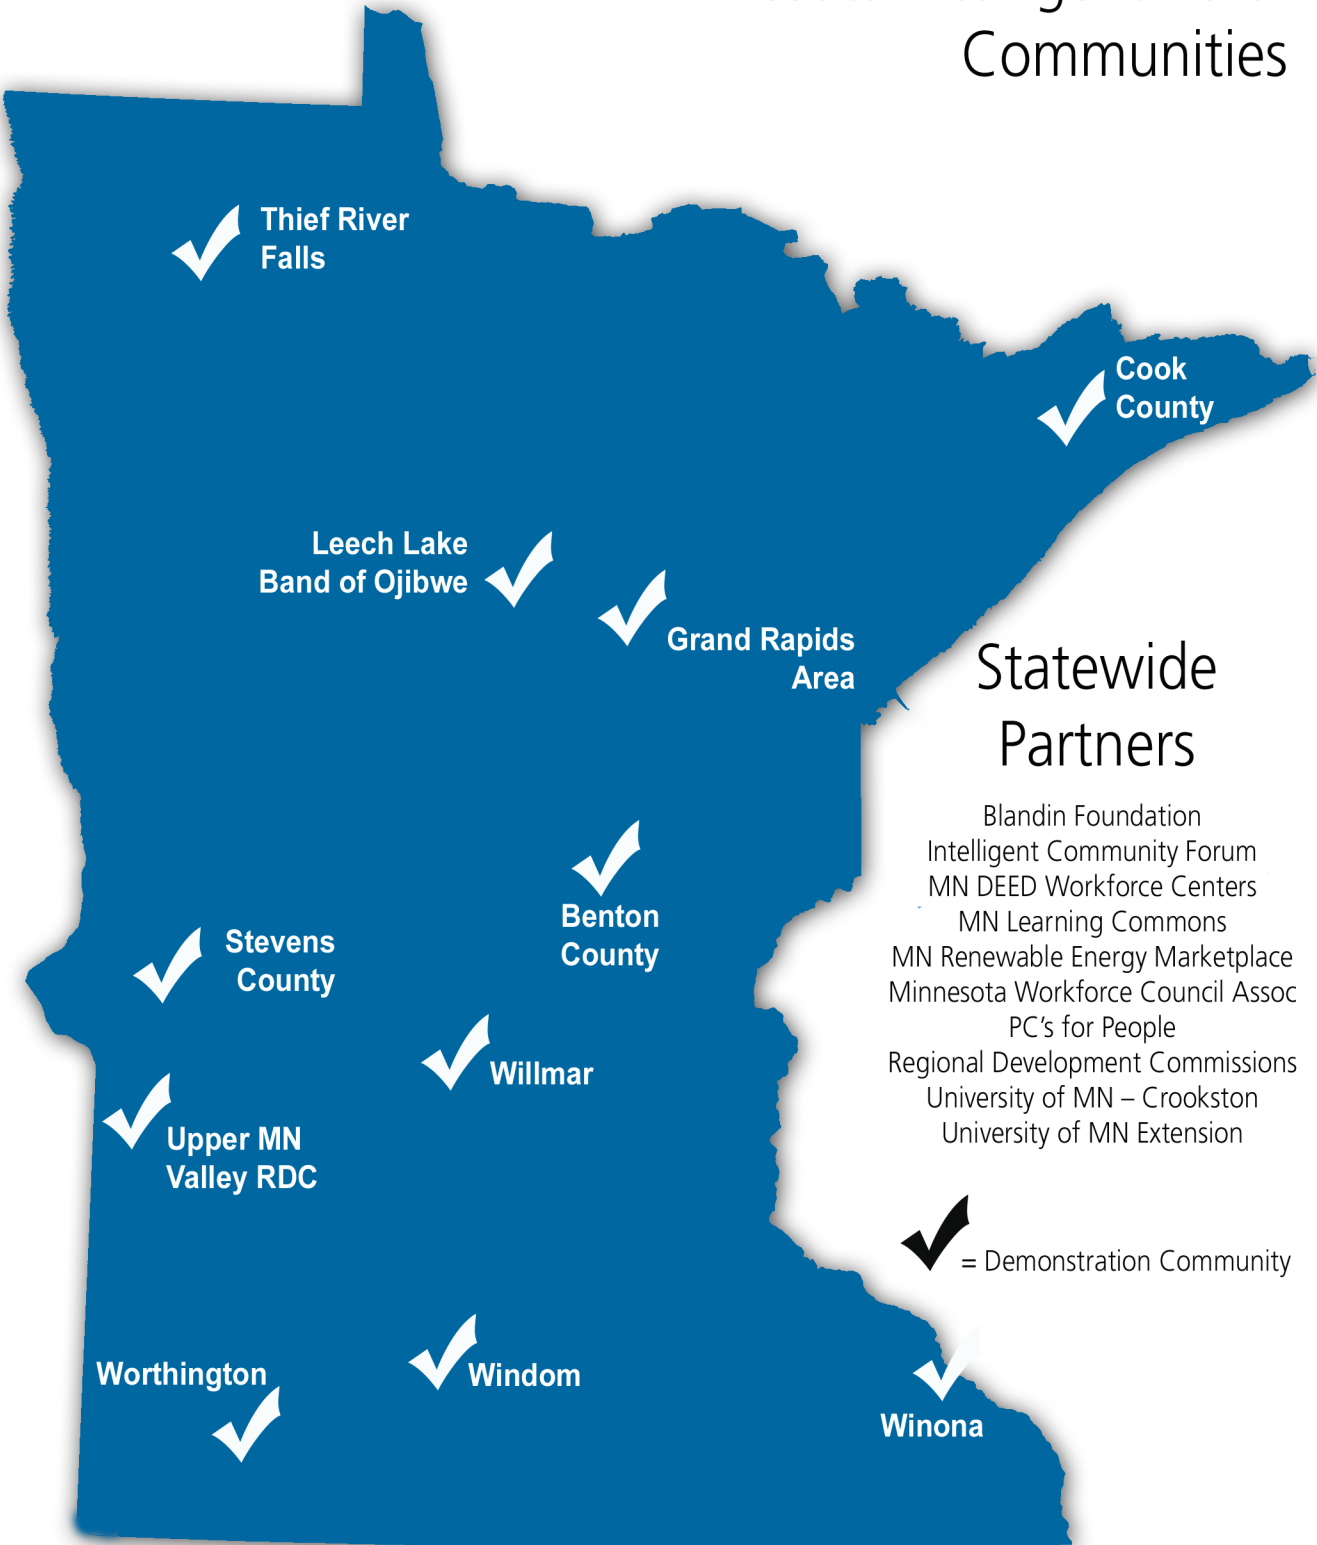 Communities
Thief River
Falls
Cook
County
Leech Lake
Band of Ojibwe
Grand Rapids
Area
Statewide
Partners
Blandin Foundation
Intelligent Community Forum
MN DEED Workforce Centers
MN Learning Commons
MN Renewable Energy Marketplace
Minnesota Workforce Council Assoc
PC’s for People
Regional Development Commissions
University of MN – Crookston
University of MN Extension
Benton
County
Stevens
County
Willmar
Upper MN
Valley RDC
= Demonstration Community
Worthington
Windom
Winona